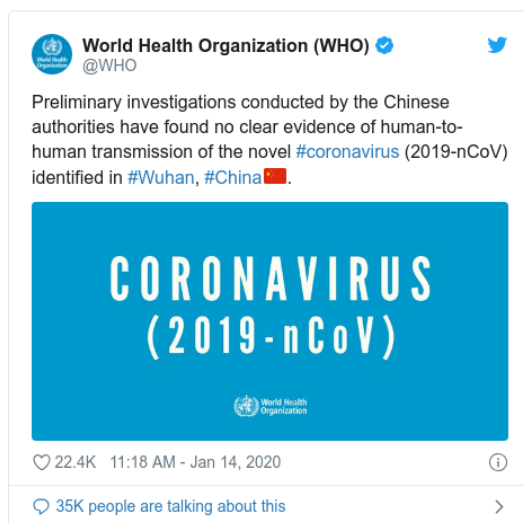 World Health Organization (WHO)
@WHO
Preliminary investigations conducted by the Chinese
authorities have found no clear evidence of human-to-
human transmission of the novel #coronavirus (2019-nCoV)
identified in #Wuhan, #China🇨🇳.
CORONAVIRUS
(2019-nCoV)
World Health
Organization
22.4K 11:18 AM - Jan 14, 2020
35K people are talking about this